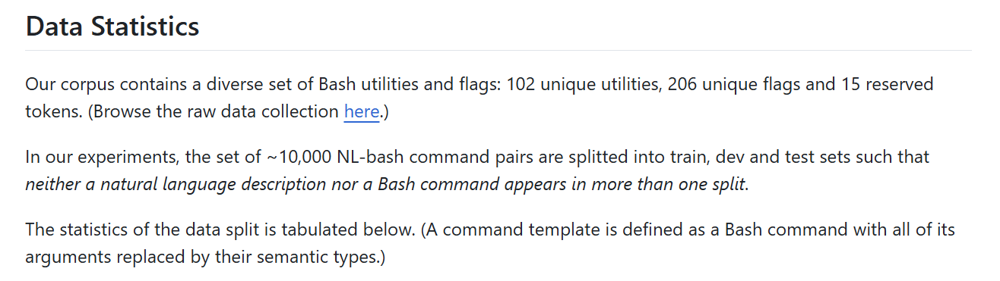 Data Statistics
Our corpus contains a diverse set of Bash utilities and flags: 102 unique utilities, 206 unique flags and 15 reserved
tokens. (Browse the raw data collection here.)
In our experiments, the set of ~10,000 NL-bash command pairs are splitted into train, dev and test sets such that
neither a natural language description nor a Bash command appears in more than one split.
The statistics of the data split is tabulated below. (A command template is defined as a Bash command with all of its
arguments replaced by their semantic types.)